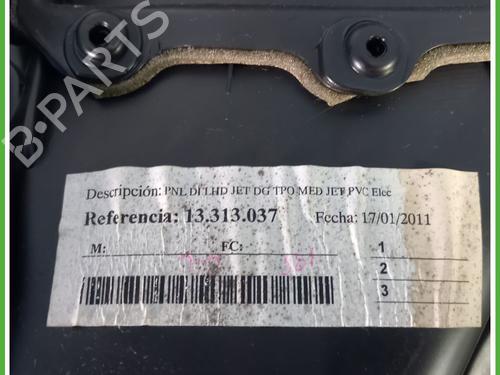 B-PARTS
Descripción: PNL DI LHD JET DG TPO MED JET PVC Elec
Referencia: 13.313.037 Fecha: 17/01/2011
M: FC: 1
2
3